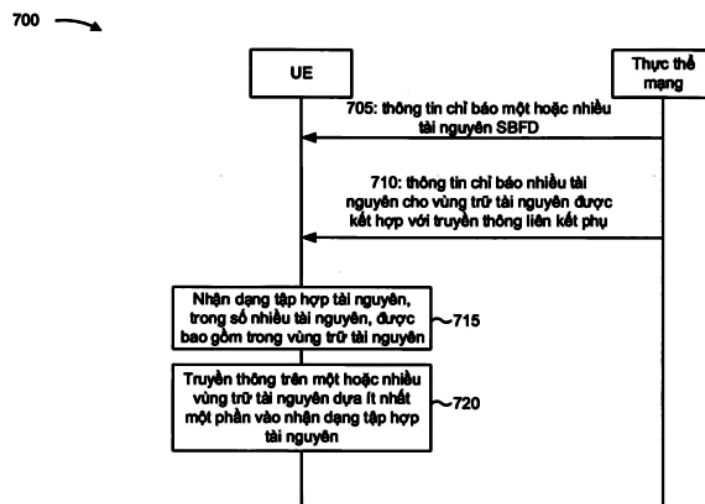 700
UE
Thực thể
mạng
705: thông tin chỉ báo một hoặc nhiều
tài nguyên SBFD
710: thông tin chỉ báo nhiều tài
nguyên cho vùng trữ tài nguyên được
kết hợp với truyền thông liên kết phụ
Nhận dạng tập hợp tài nguyên,
trong số nhiều tài nguyên, được
bao gồm trong vùng trữ tài nguyên
715
Truyền thông trên một hoặc nhiều
vùng trữ tài nguyên dựa ít nhất
một phần vào nhận dạng tập hợp
tài nguyên
720